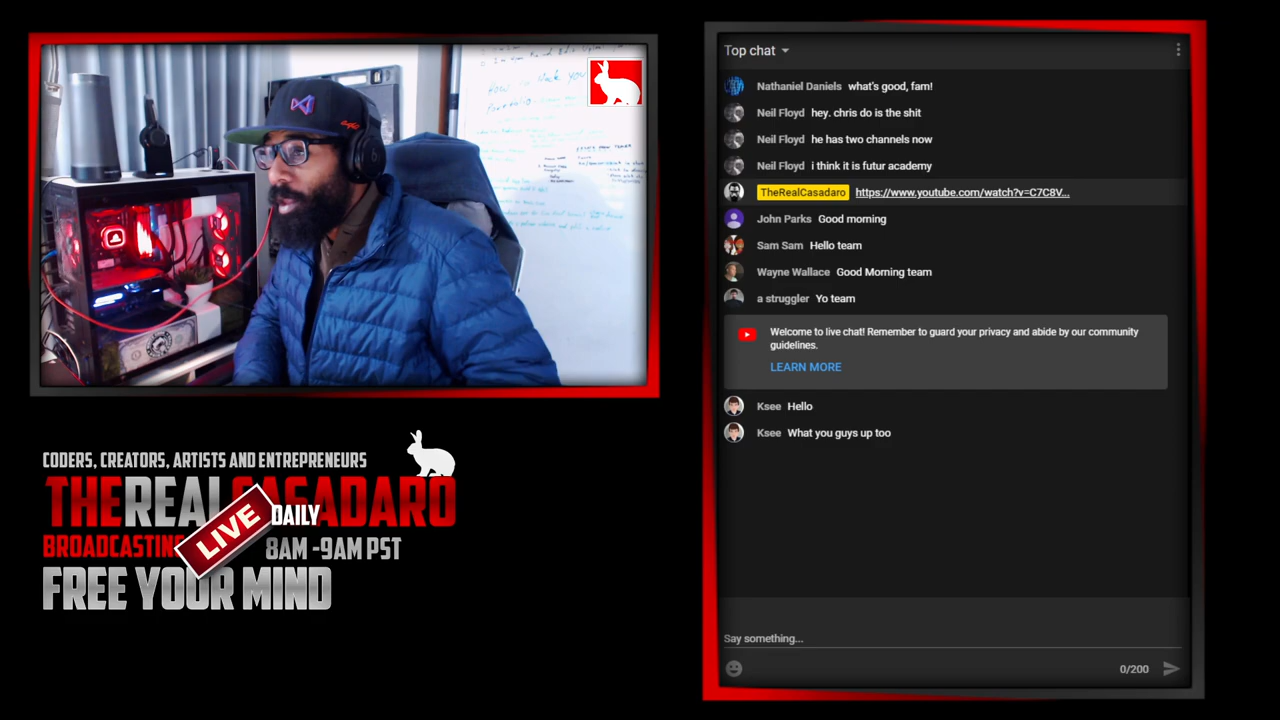 How to
CODERS, CREATORS, ARTISTS AND ENTREPRENEURS
THEREALCASADARO
LIVE
DAILY
BROADCASTING
8AM -9AM PST
FREE YOUR MIND
Top chat
Nathaniel Daniels what's good, fam!
Neil Floyd hey. chris do is the shit
Neil Floyd he has two channels now
Neil Floyd i think it is futur academy
TheRealCasadaro https://www.youtube.com/watch?v=C7C8V...
John Parks Good morning
Sam Sam Hello team
Wayne Wallace Good Morning team
a struggler Yo team
Welcome to live chat! Remember to guard your privacy and abide by our community
guidelines.
LEARN MORE
Ksee Hello
Ksee What you guys up too
Say something...
0/200